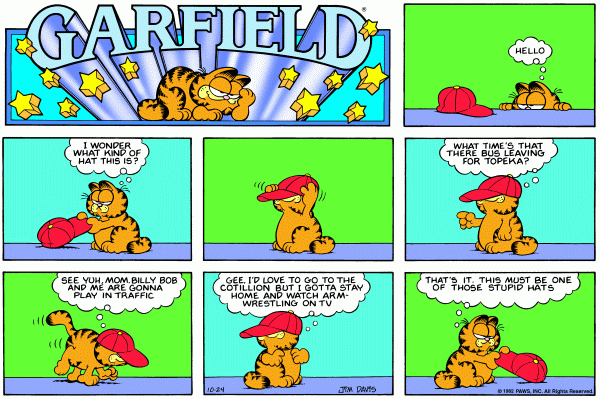 GARFIELD®
HELLO
I WONDER
WHAT KIND OF
HAT THIS IS?
WHAT TIME'S THAT
THERE BUS LEAVING
FOR TOPEKA?
SEE YUH, MOM. BILLY BOB
AND ME ARE GONNA
PLAY IN TRAFFIC
GEE, I'D LOVE TO GO TO THE
COTILLION BUT I GOTTA STAY
HOME AND WATCH ARM-
WRESTLING ON TV
10-24
JIM DAVIS
THAT'S IT. THIS MUST BE ONE
OF THOSE STUPID HATS
© 1982 PAWS, INC. All Rights Reserved.